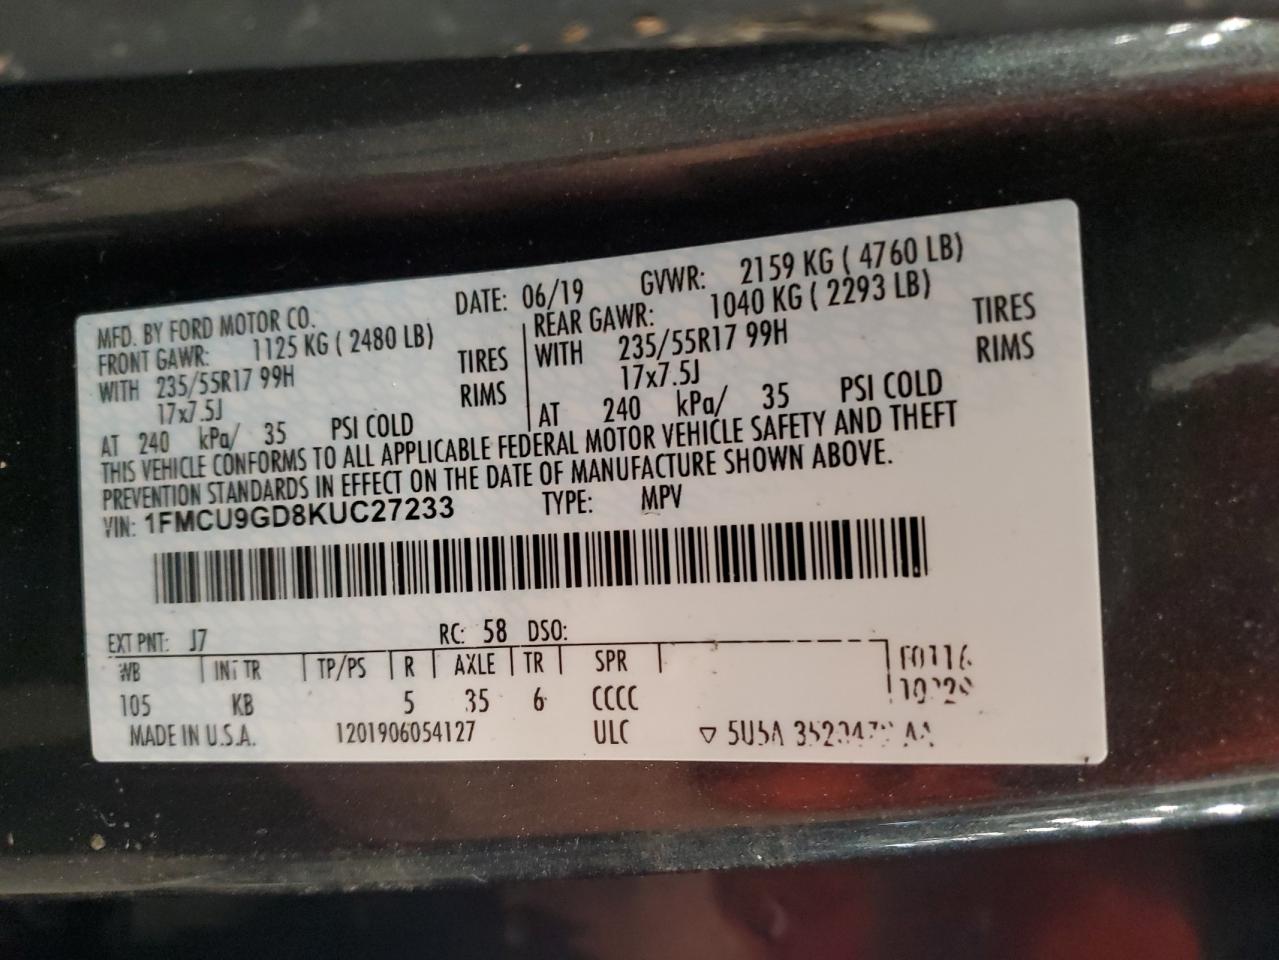 MFD. BY FORD MOTOR CO. DATE: 06/19 GVWR: 2159 KG ( 4760 LB)
FRONT GAWR: 1125 KG ( 2480 LB) REAR GAWR: 1040 KG ( 2293 LB)
WITH 235/55R17 99H TIRES WITH 235/55R17 99H TIRES
17x7.5J RIMS 17x7.5J RIMS
AT 240 kPa/ 35 PSI COLD AT 240 kPa/ 35 PSI COLD
THIS VEHICLE CONFORMS TO ALL APPLICABLE FEDERAL MOTOR VEHICLE SAFETY AND THEFT
PREVENTION STANDARDS IN EFFECT ON THE DATE OF MANUFACTURE SHOWN ABOVE.
VIN: 1FMCU9GD8KUC27233 TYPE: MPV
EXT PNT: J7 RC: 58 DSO:
WB INT TR TP/PS R AXLE TR SPR
105 KB 5 35 6 CCCC
MADE IN U.S.A. 1201906054127 ULC ▽ 5U5A